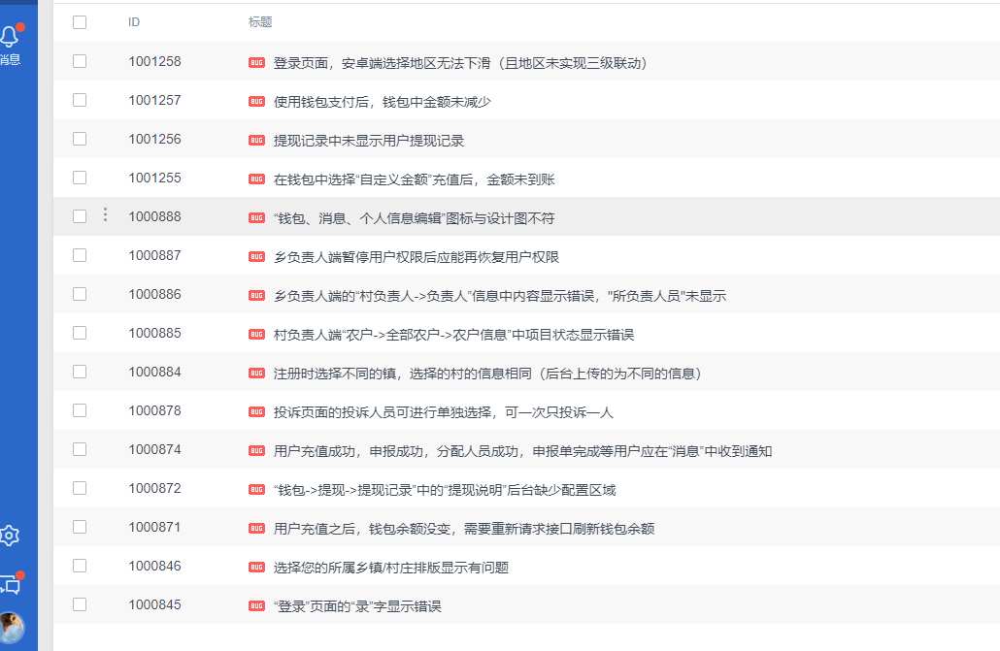 消息
ID 标题
1001258 BUG 登录页面，安卓端选择地区无法下滑（且地区未实现三级联动）
1001257 BUG 使用钱包支付后，钱包中金额未减少
1001256 BUG 提现记录中未显示用户提现记录
1001255 BUG 在钱包中选择“自定义金额”充值后，金额未到账
1000888 BUG “钱包、消息、个人信息编辑”图标与设计图不符
1000887 BUG 乡负责人端暂停用户权限后应能再恢复用户权限
1000886 BUG 乡负责人端的“村负责人->负责人”信息中内容显示错误，"所负责人员"未显示
1000885 BUG 村负责人端“农户->全部农户->农户信息”中项目状态显示错误
1000884 BUG 注册时选择不同的镇，选择的村的信息相同（后台上传的为不同的信息）
1000878 BUG 投诉页面的投诉人员可进行单独选择，可一次只投诉一人
1000874 BUG 用户充值成功，申报成功，分配人员成功，申报单完成等用户应在“消息”中收到通知
1000872 BUG “钱包->提现->提现记录”中的“提现说明”后台缺少配置区域
1000871 BUG 用户充值之后，钱包余额没变，需要重新请求接口刷新钱包余额
1000846 BUG 选择您的所属乡镇/村庄排版显示有问题
1000845 BUG “登录”页面的“录”字显示错误